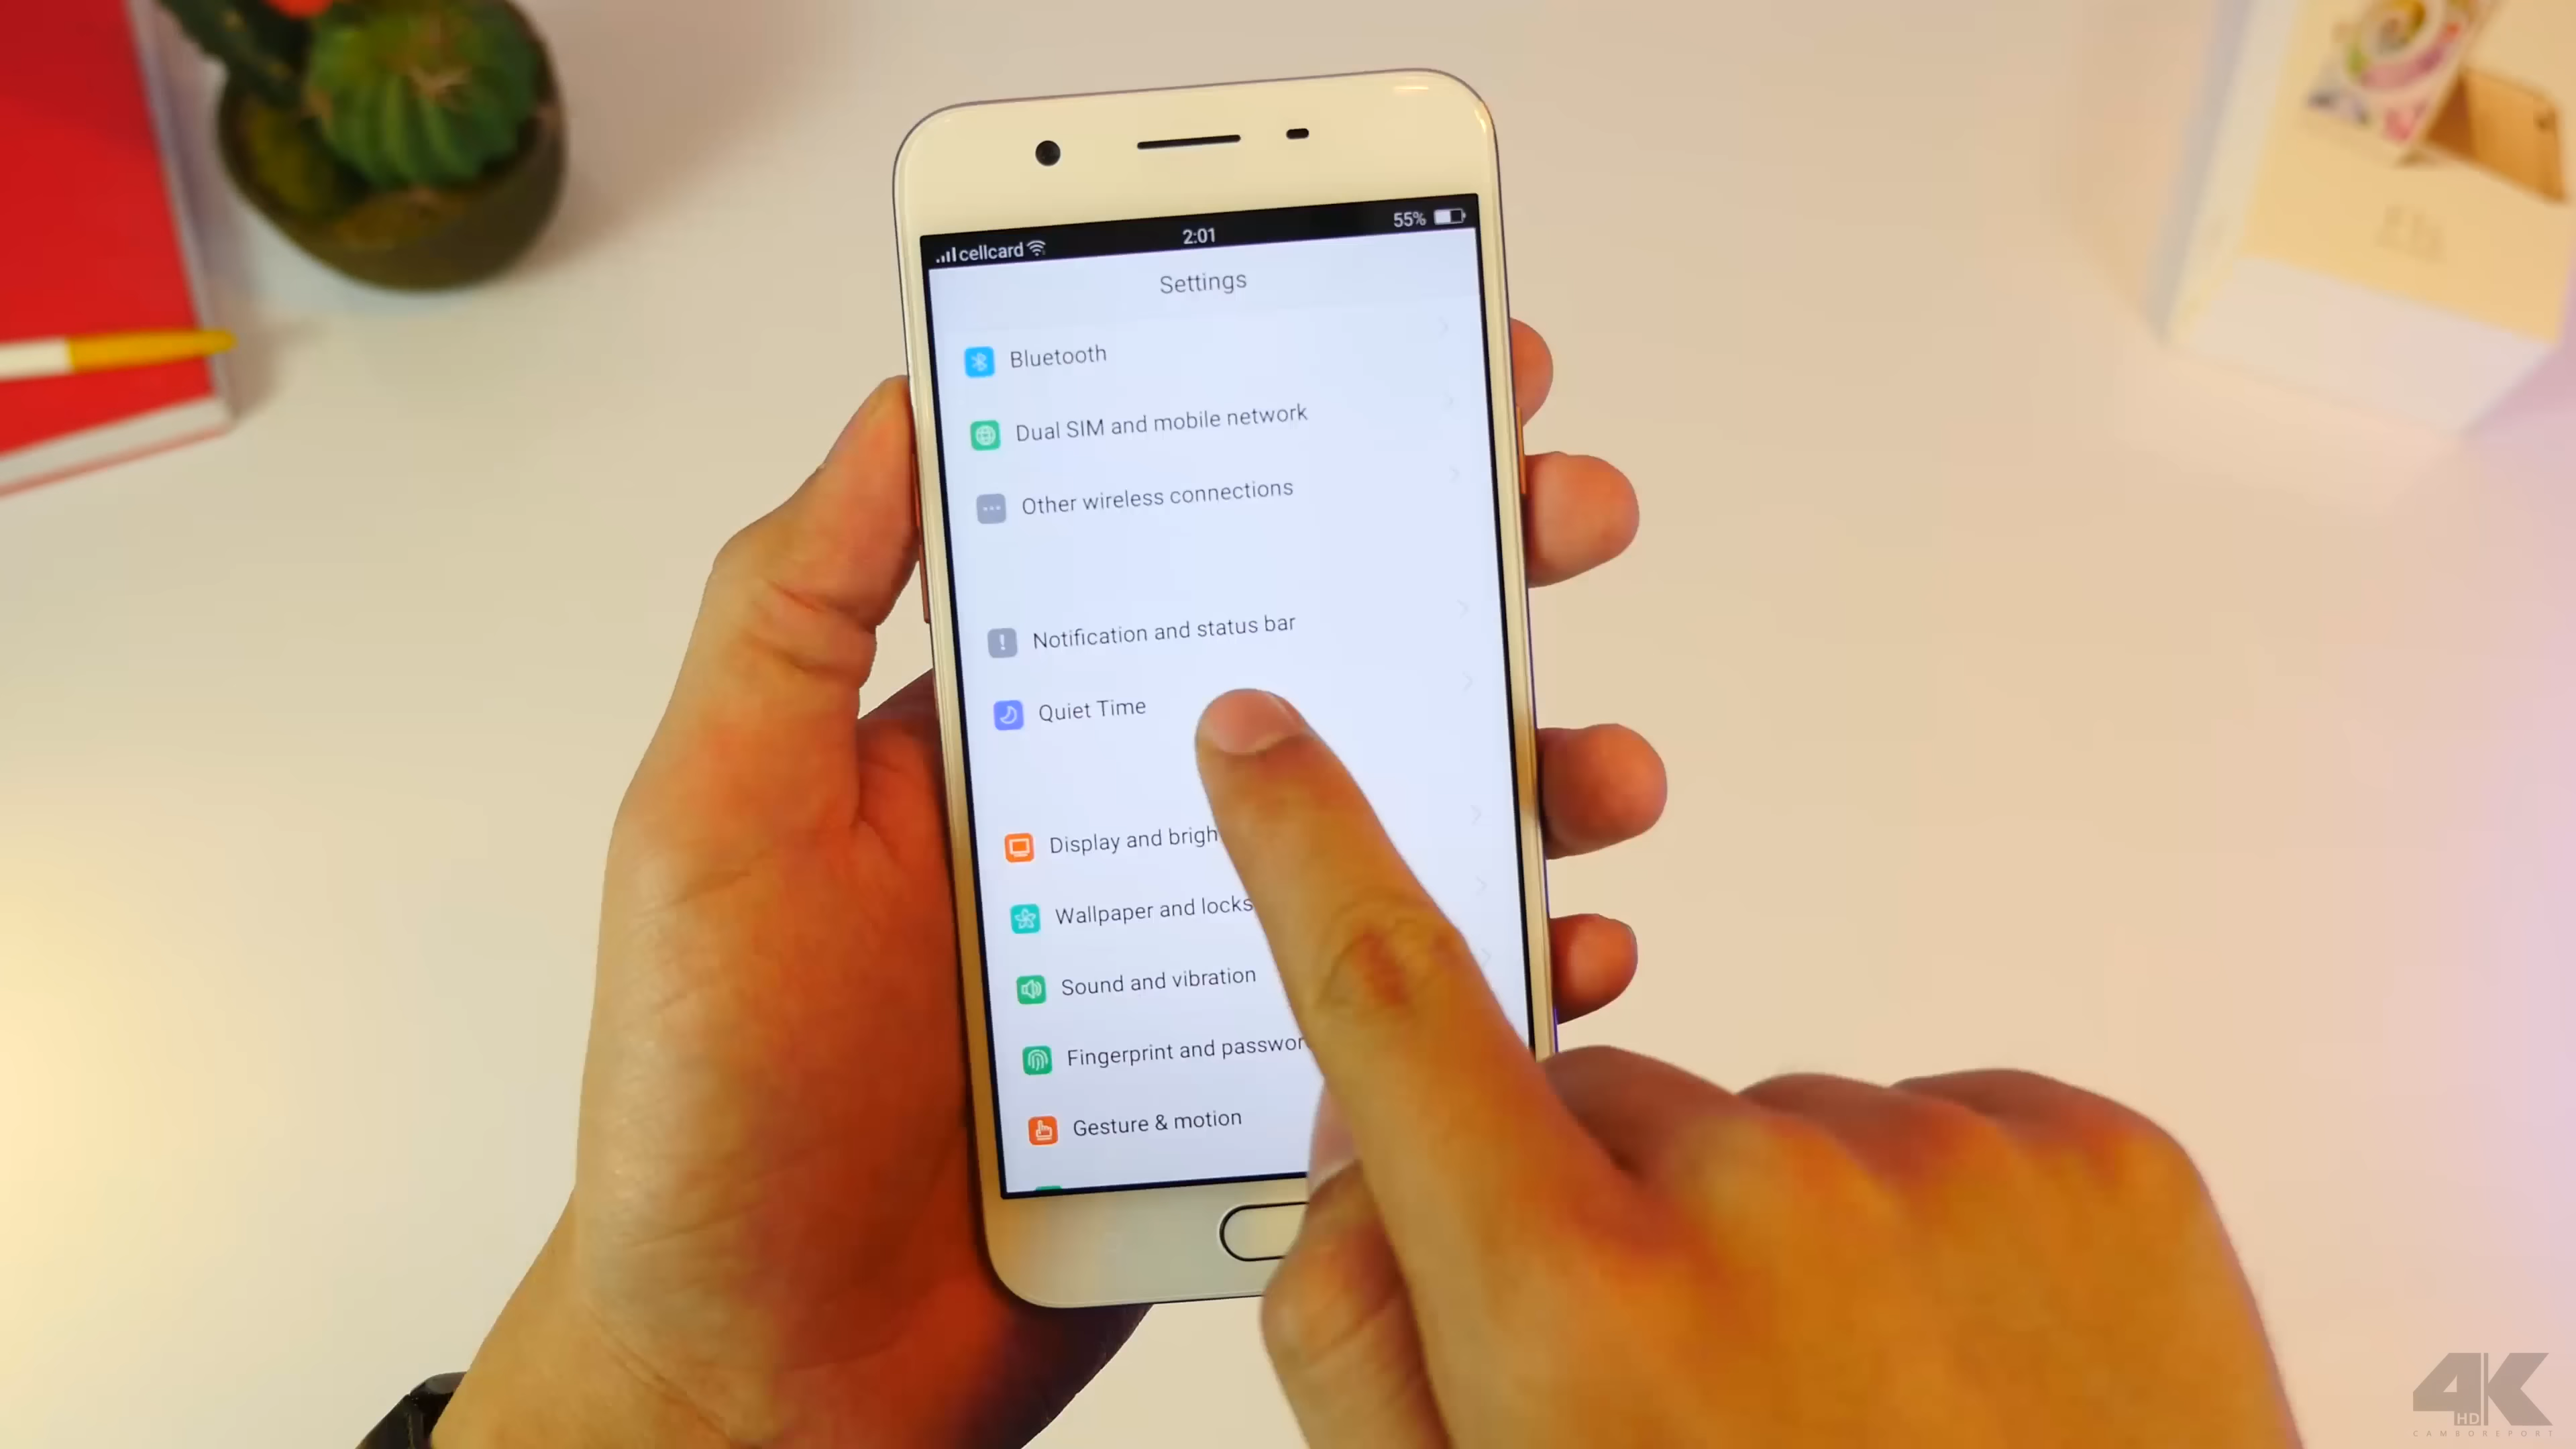 cellcard 2:01 55%
Settings
Bluetooth
Dual SIM and mobile network
Other wireless connections
Notification and status bar
Quiet Time
Display and brigh
Wallpaper and locks
Sound and vibration
Fingerprint and passwor
Gesture & motion
4K
HD
CAMBOREPORT